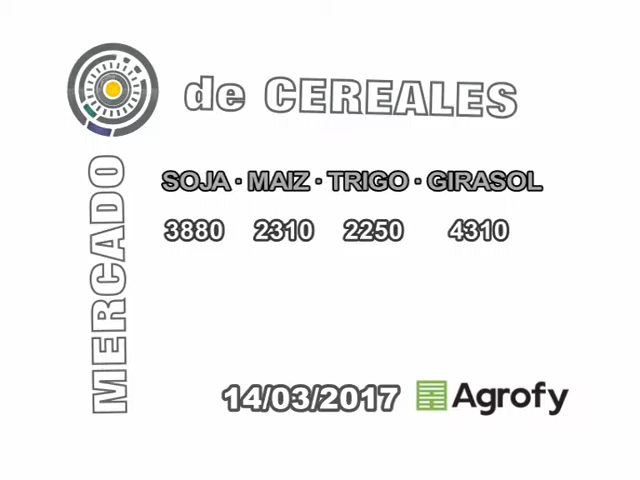 MERCADO
de CEREALES
SOJA · MAIZ · TRIGO · GIRASOL
3880 2310 2250 4310
14/03/2017 Agrofy